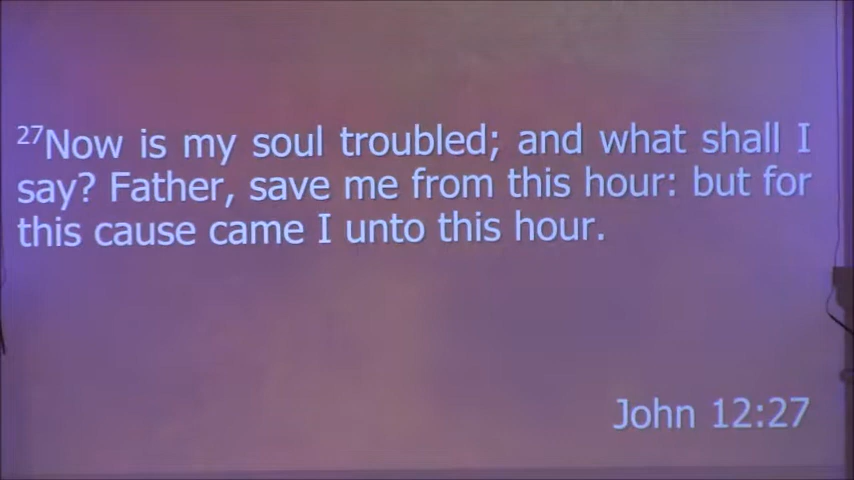 27Now is my soul troubled; and what shall I
say? Father, save me from this hour: but for
this cause came I unto this hour.
John 12:27